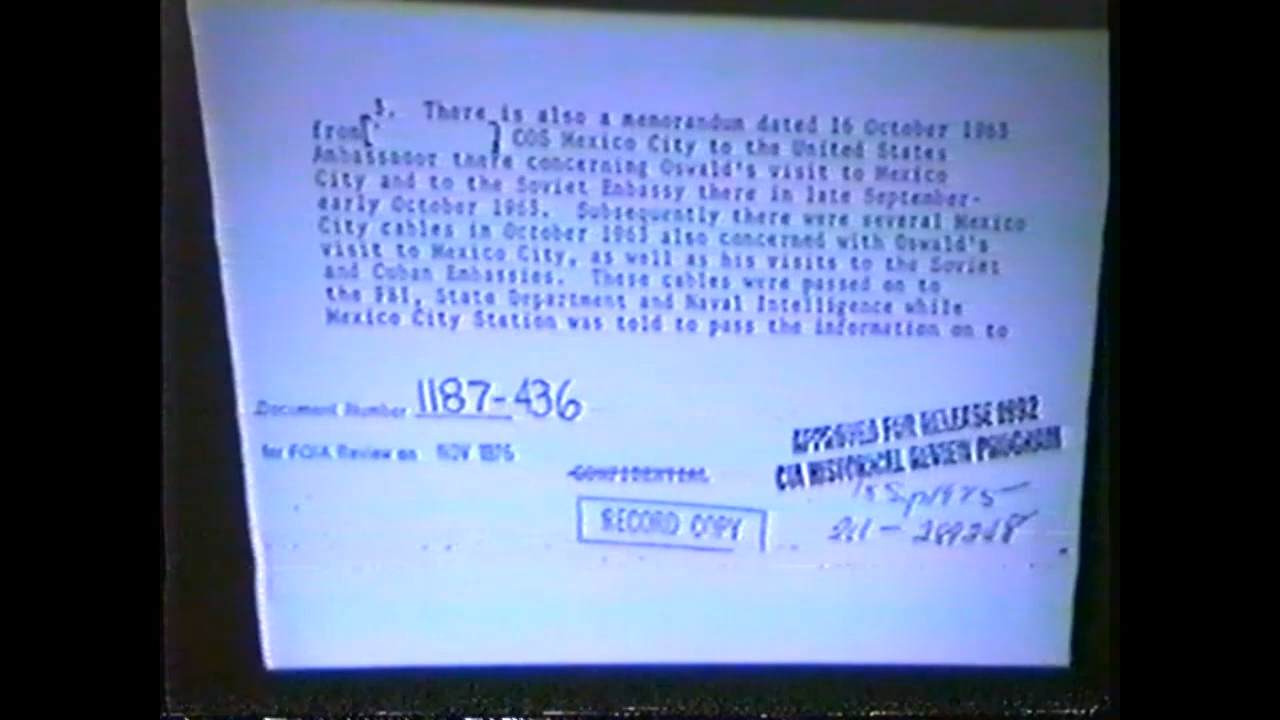 3. There is also a memorandum dated 16 October 1963
from[ ] COS Mexico City to the United States
Ambassador there concerning Oswald's visit to Mexico
City and to the Soviet Embassy there in late September-
early October 1963. Subsequently there were several Mexico
City cables in October 1963 also concerned with Oswald's
visit to Mexico City, as well as his visits to the Soviet
and Cuban Embassies. These cables were passed on to
the FBI, State Department and Naval Intelligence while
Mexico City Station was told to pass the information on to
Document Number 1187-436
for FOIA Review on NOV 1976
APPROVED FOR RELEASE 1992
CIA HISTORICAL REVIEW PROGRAM
CONFIDENTIAL
RECORD COPY
201-289248